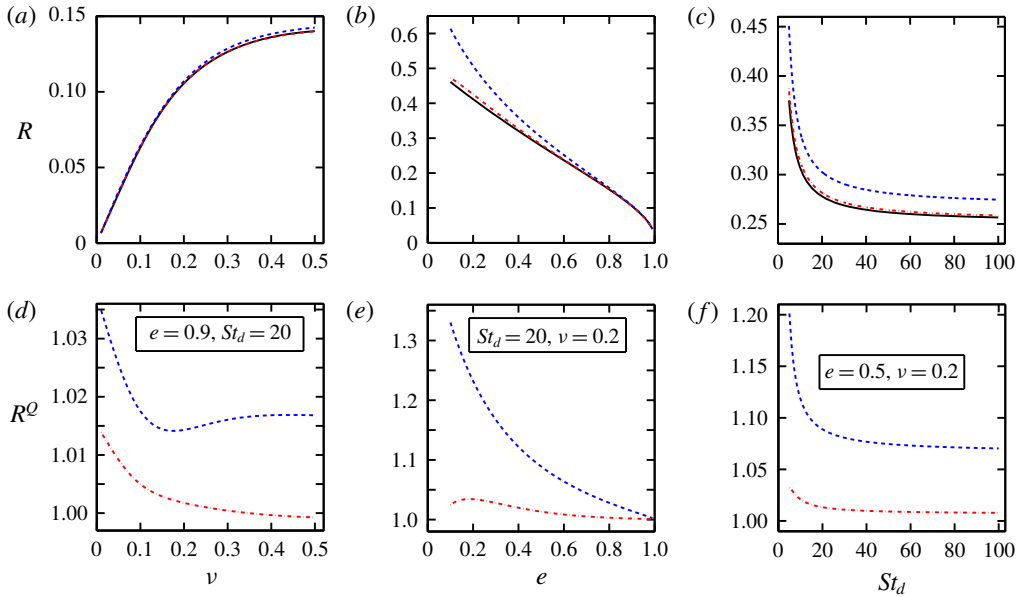 (a)
(b)
(c)
0.15
0.10
0.05
0
R
0 0.1 0.2 0.3 0.4 0.5
0.6
0.5
0.4
0.3
0.2
0.1
0
0 0.2 0.4 0.6 0.8 1.0
0.45
0.40
0.35
0.30
0.25
0 20 40 60 80 100
(d)
(e)
(f)
1.03
1.02
1.01
1.00
R^Q
e = 0.9, St_d = 20
0 0.1 0.2 0.3 0.4 0.5
ν
1.3
1.2
1.1
1.0
St_d = 20, ν = 0.2
0 0.2 0.4 0.6 0.8 1.0
e
1.20
1.15
1.10
1.05
1.00
e = 0.5, ν = 0.2
0 20 40 60 80 100
St_d